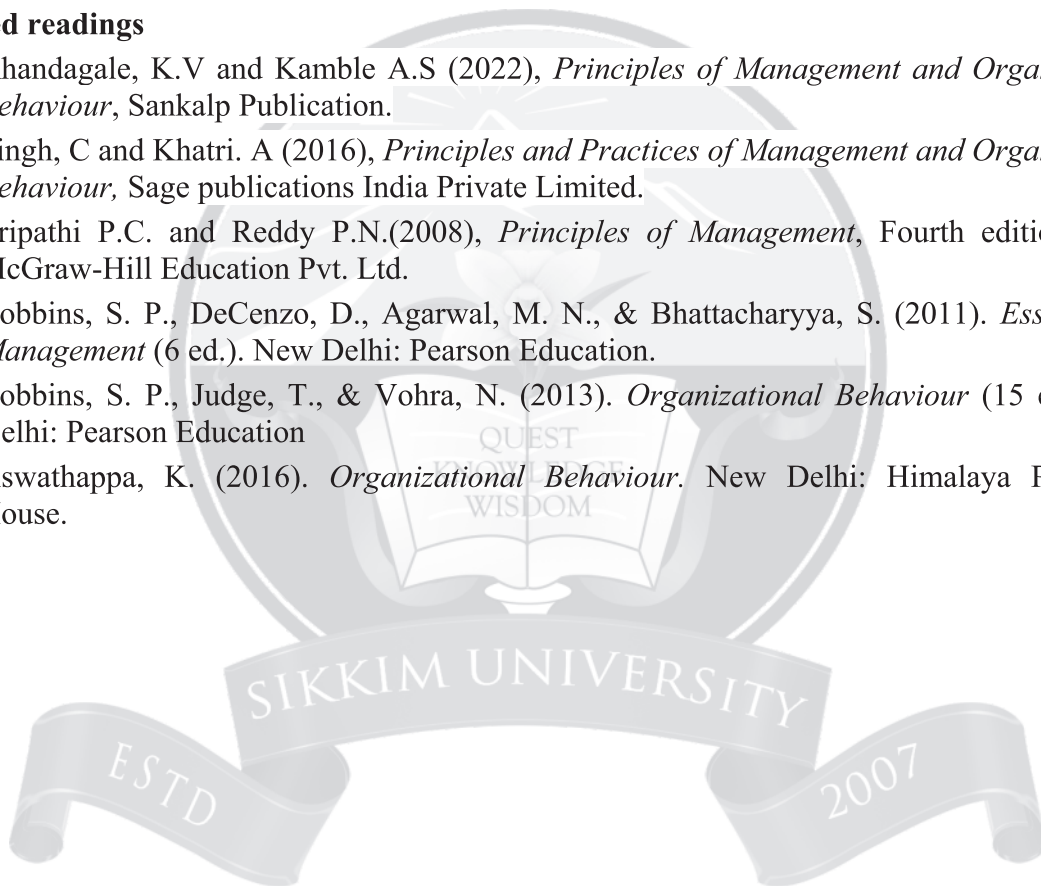 ed readings
handagale, K.V and Kamble A.S (2022), Principles of Management and Orga
ehaviour, Sankalp Publication.
ingh, C and Khatri. A (2016), Principles and Practices of Management and Orga
ehaviour, Sage publications India Private Limited.
ripathi P.C. and Reddy P.N.(2008), Principles of Management, Fourth editi
McGraw-Hill Education Pvt. Ltd.
obbins, S. P., DeCenzo, D., Agarwal, M. N., & Bhattacharyya, S. (2011). Ess
Management (6 ed.). New Delhi: Pearson Education.
obbins, S. P., Judge, T., & Vohra, N. (2013). Organizational Behaviour (15
elhi: Pearson Education
swathappa, K. (2016). Organizational Behaviour. New Delhi: Himalaya
ouse.
QUEST
KNOWLEDGE
WISDOM
SIKKIM UNIVERSITY
ESTD
2007